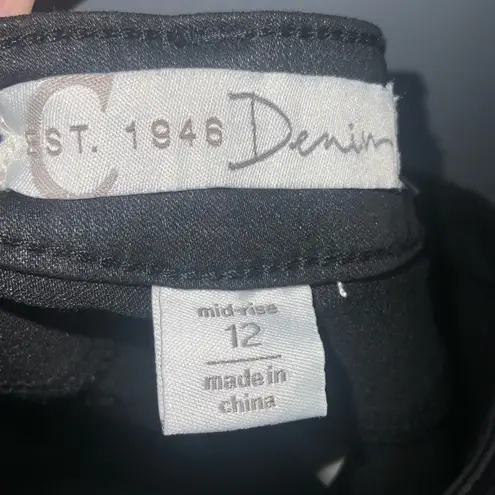 C EST. 1946 Denim
mid-rise
12
made in
china